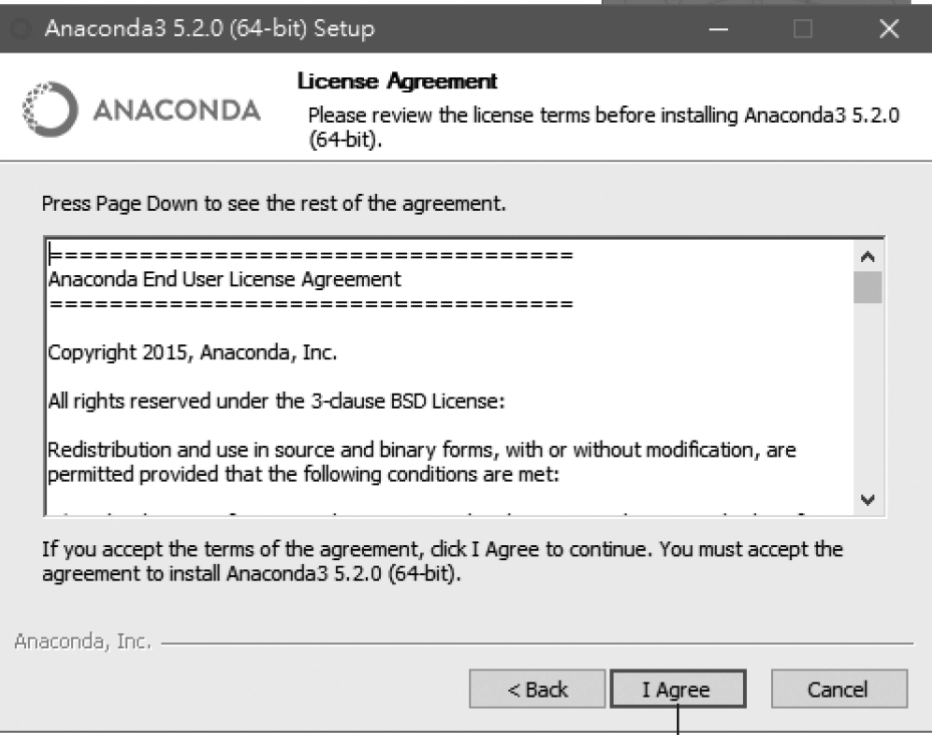 Anaconda3 5.2.0 (64-bit) Setup
ANACONDA
License Agreement
Please review the license terms before installing Anaconda3 5.2.0
(64-bit).
Press Page Down to see the rest of the agreement.
===================================
Anaconda End User License Agreement
===================================
Copyright 2015, Anaconda, Inc.
All rights reserved under the 3-clause BSD License:
Redistribution and use in source and binary forms, with or without modification, are
permitted provided that the following conditions are met:
If you accept the terms of the agreement, click I Agree to continue. You must accept the
agreement to install Anaconda3 5.2.0 (64-bit).
Anaconda, Inc.
< Back
I Agree
Cancel